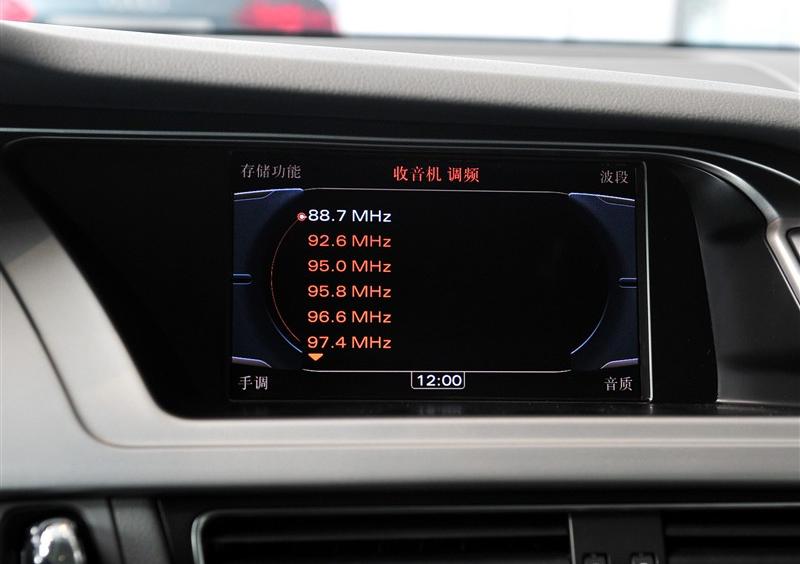 存储功能 收音机 调频 波段
88.7 MHz
92.6 MHz
95.0 MHz
95.8 MHz
96.6 MHz
97.4 MHz
手调 12:00 音质